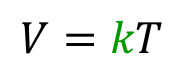 V = kT